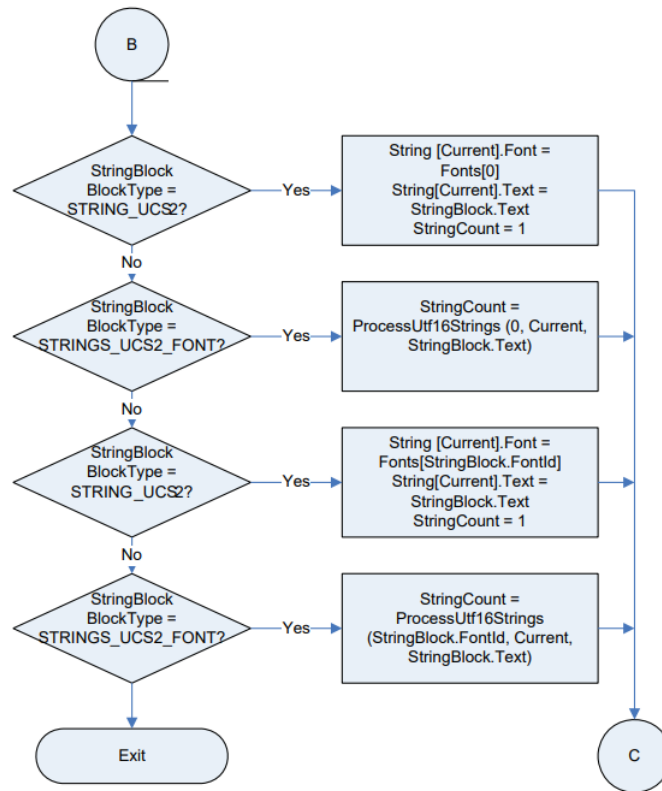 B
StringBlock
BlockType =
STRING_UCS2?
Yes
String [Current].Font =
Fonts[0]
String[Current].Text =
StringBlock.Text
StringCount = 1
No
StringBlock
BlockType =
STRINGS_UCS2_FONT?
Yes
StringCount =
ProcessUtf16Strings (0, Current,
StringBlock.Text)
No
StringBlock
BlockType =
STRING_UCS2?
Yes
String [Current].Font =
Fonts[StringBlock.FontId]
String[Current].Text =
StringBlock.Text
StringCount = 1
No
StringBlock
BlockType =
STRINGS_UCS2_FONT?
Yes
StringCount =
ProcessUtf16Strings
(StringBlock.FontId, Current,
StringBlock.Text)
Exit
C